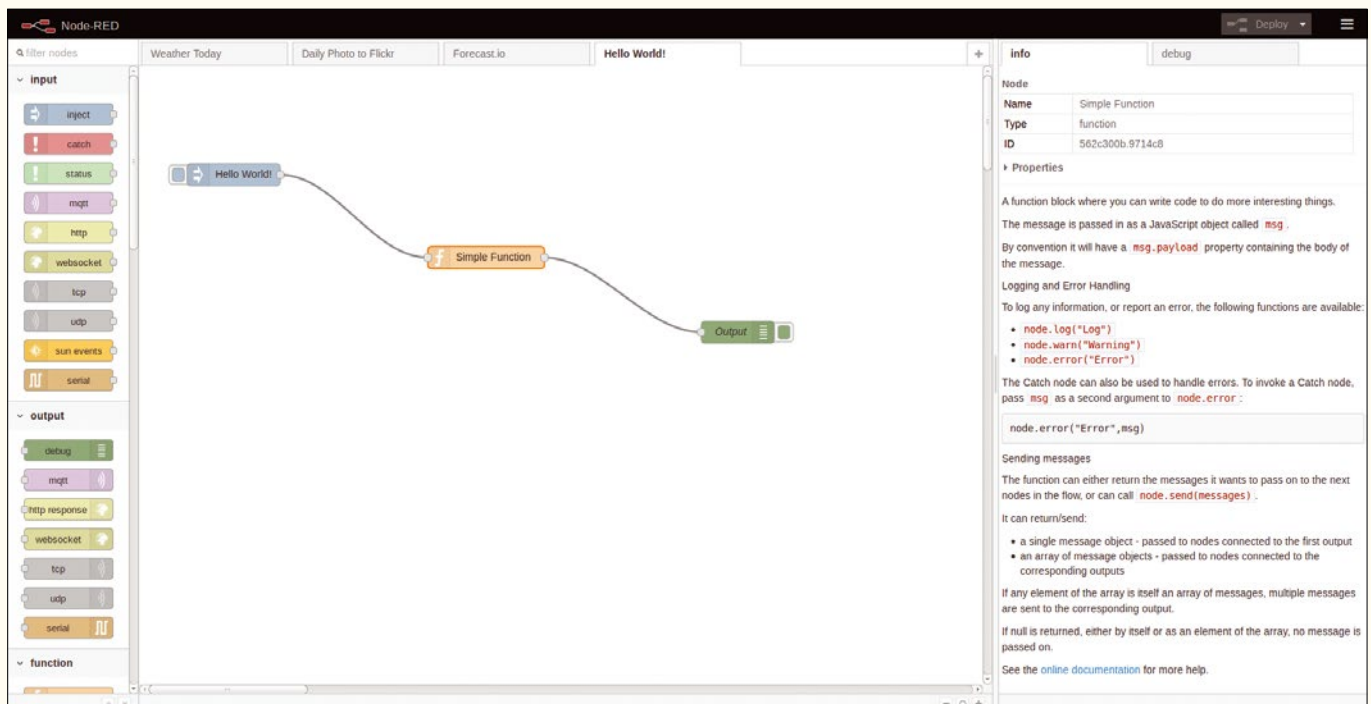 Node-RED
Deploy
filter nodes
Weather Today
Daily Photo to Flickr
Forecast.io
Hello World!
+
info
debug
input
inject
catch
status
mqtt
http
websocket
tcp
udp
sun events
serial
output
debug
mqtt
http response
websocket
tcp
udp
serial
function
Hello World!
Simple Function
Output
Node
Name Simple Function
Type function
ID 562c300b.9714c8
Properties
A function block where you can write code to do more interesting things.
The message is passed in as a JavaScript object called msg .
By convention it will have a msg.payload property containing the body of
the message.
Logging and Error Handling
To log any information, or report an error, the following functions are available:
• node.log("Log")
• node.warn("Warning")
• node.error("Error")
The Catch node can also be used to handle errors. To invoke a Catch node,
pass msg as a second argument to node.error :
node.error("Error",msg)
Sending messages
The function can either return the messages it wants to pass on to the next
nodes in the flow, or can call node.send(messages) .
It can return/send:
• a single message object - passed to nodes connected to the first output
• an array of message objects - passed to nodes connected to the
corresponding outputs
If any element of the array is itself an array of messages, multiple messages
are sent to the corresponding output.
If null is returned, either by itself or as an element of the array, no message is
passed on.
See the online documentation for more help.